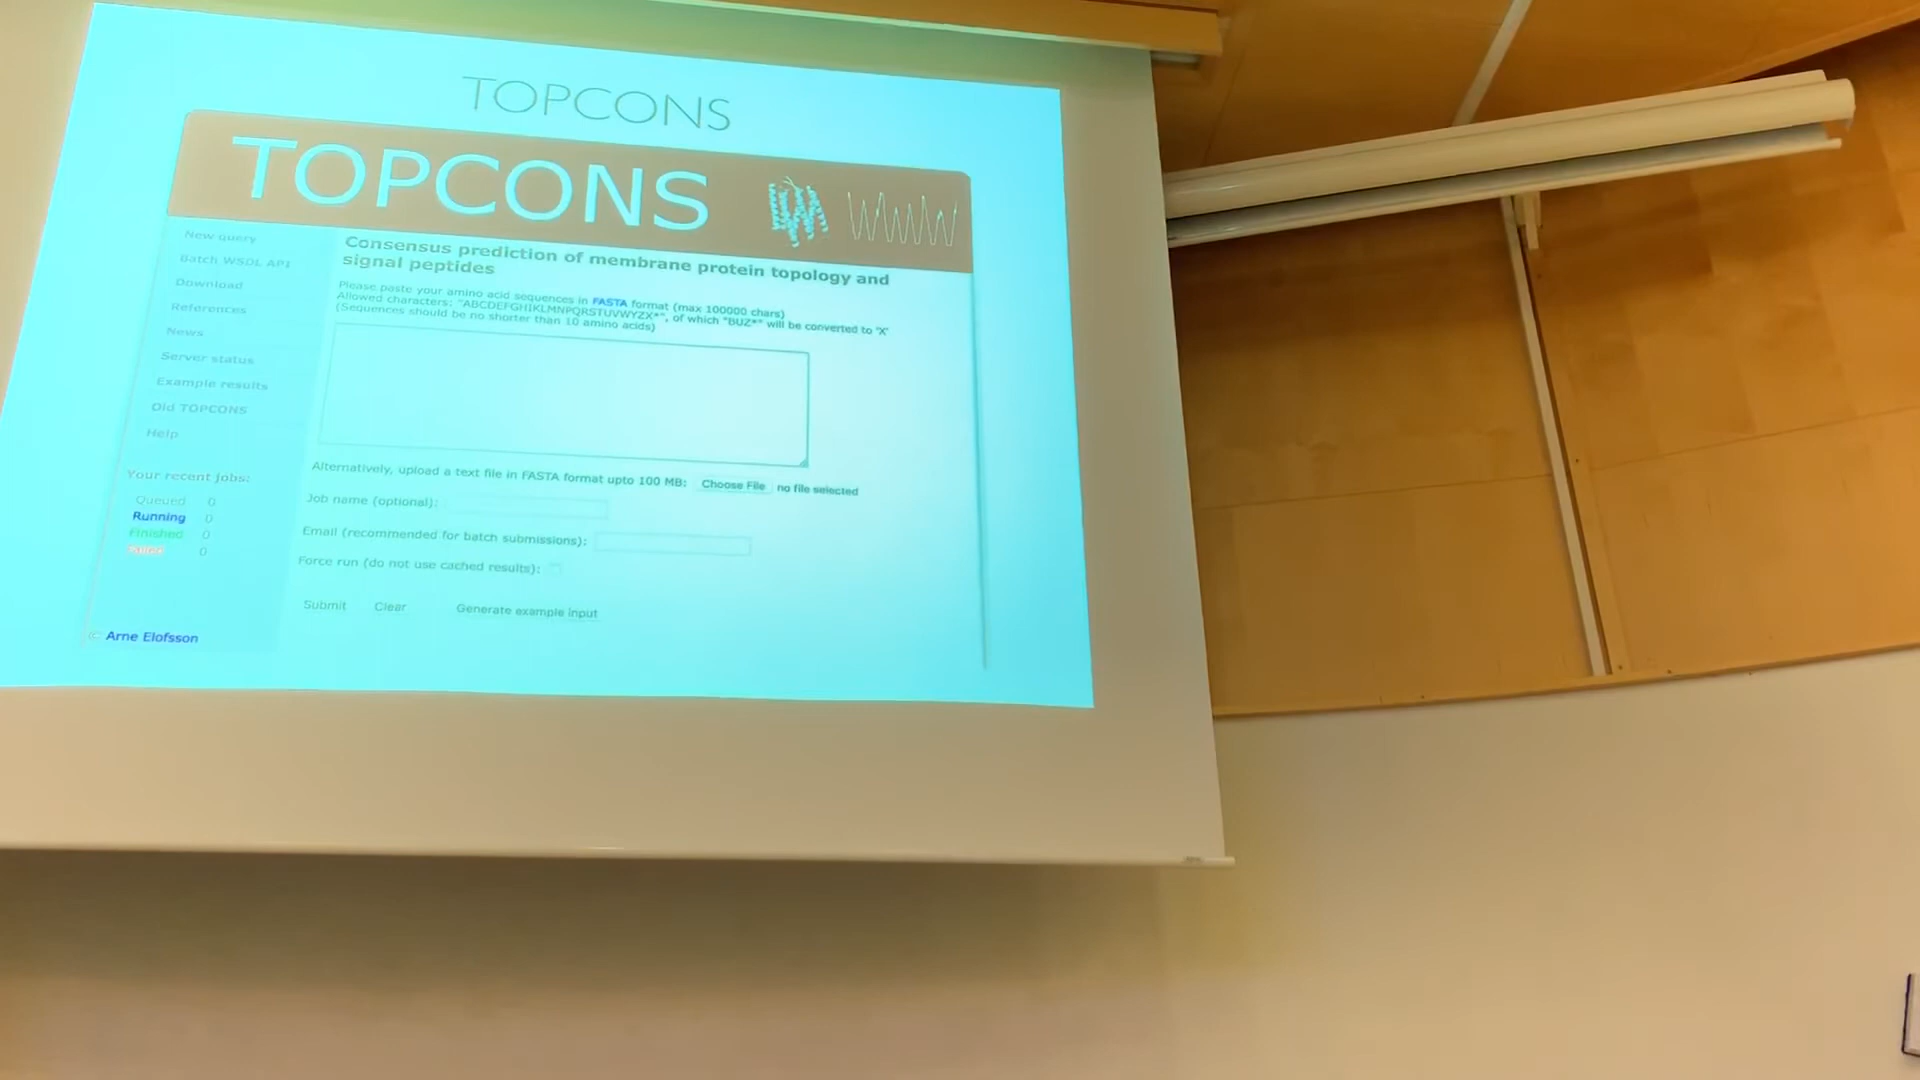 TOPCONS
TOPCONS
New query
Batch WSDL API
Download
References
News
Server status
Example results
Old TOPCONS
Help
Your recent jobs:
Queued 0
Running 0
Finished 0
Failed 0
© Arne Elofsson
Consensus prediction of membrane protein topology and
signal peptides
Please paste your amino acid sequences in FASTA format (max 100000 chars)
Allowed characters: "ABCDEFGHIKLMNPQRSTUVWYZX*", of which "BUZ*" will be converted to 'X'
(Sequences should be no shorter than 10 amino acids)
Alternatively, upload a text file in FASTA format upto 100 MB: Choose File no file selected
Job name (optional):
Email (recommended for batch submissions):
Force run (do not use cached results):
Submit Clear Generate example input